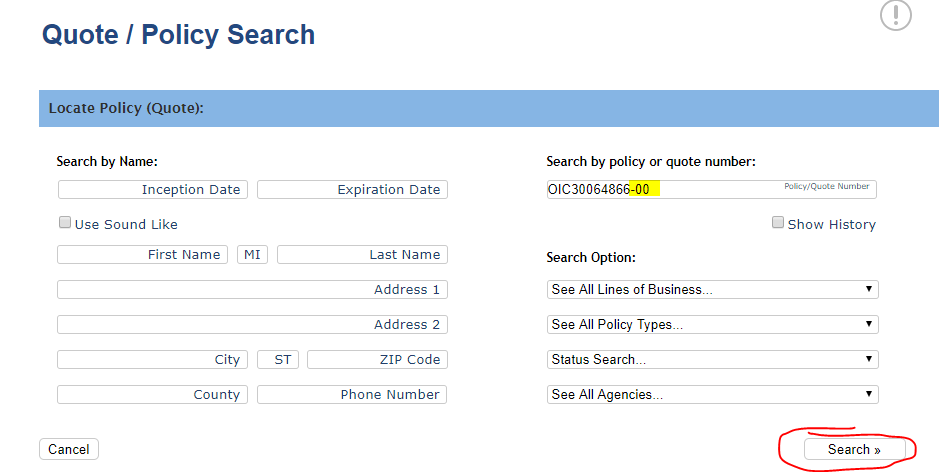 Quote / Policy Search
Locate Policy (Quote):
Search by Name:
Inception Date Expiration Date
Use Sound Like
First Name MI Last Name
Address 1
Address 2
City ST ZIP Code
County Phone Number
Search by policy or quote number:
OIC30064866-00 Policy/Quote Number
Show History
Search Option:
See All Lines of Business...
See All Policy Types...
Status Search...
See All Agencies...
Cancel
Search »